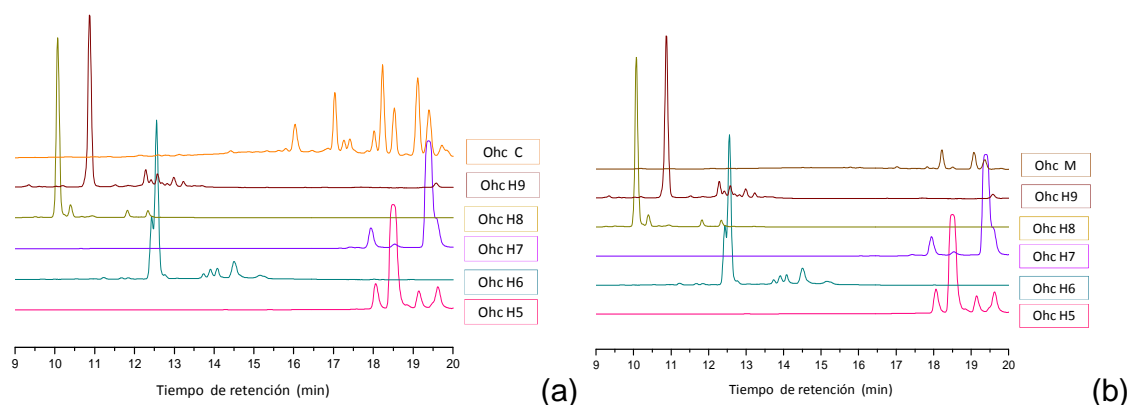 Ohc C
Ohc H9
Ohc H8
Ohc H7
Ohc H6
Ohc H5
9 10 11 12 13 14 15 16 17 18 19 20
Tiempo de retención (min)
(a)
Ohc M
Ohc H9
Ohc H8
Ohc H7
Ohc H6
Ohc H5
9 10 11 12 13 14 15 16 17 18 19 20
Tiempo de retención (min)
(b)